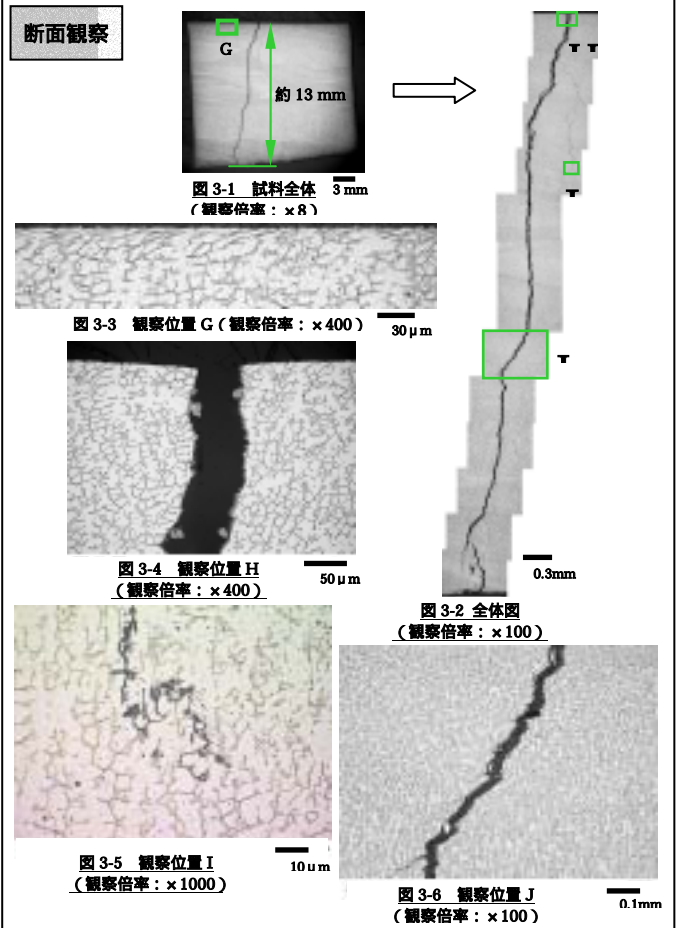 断面観察
G
約 13 mm
図 3-1 試料全体
3 mm
（観察倍率：×8）
図 3-3 観察位置 G（観察倍率：×400）
30μm
図 3-4 観察位置 H
（観察倍率：×400）
50μm
0.3mm
図 3-2 全体図
（観察倍率：×100）
図 3-5 観察位置 I
（観察倍率：×1000）
10μm
図 3-6 観察位置 J
（観察倍率：×100）
0.1mm